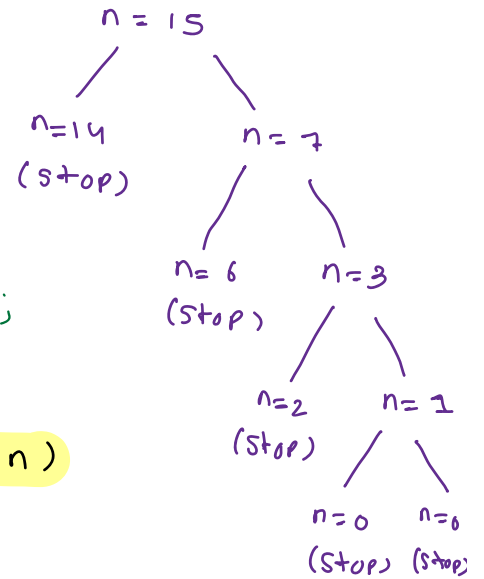 n = 15
n=14 n= 7
(stop)
n= 6 n=3
(stop)
;
n=2 n= 1
(stop)
n)
n=0 n=0
(stop) (stop)